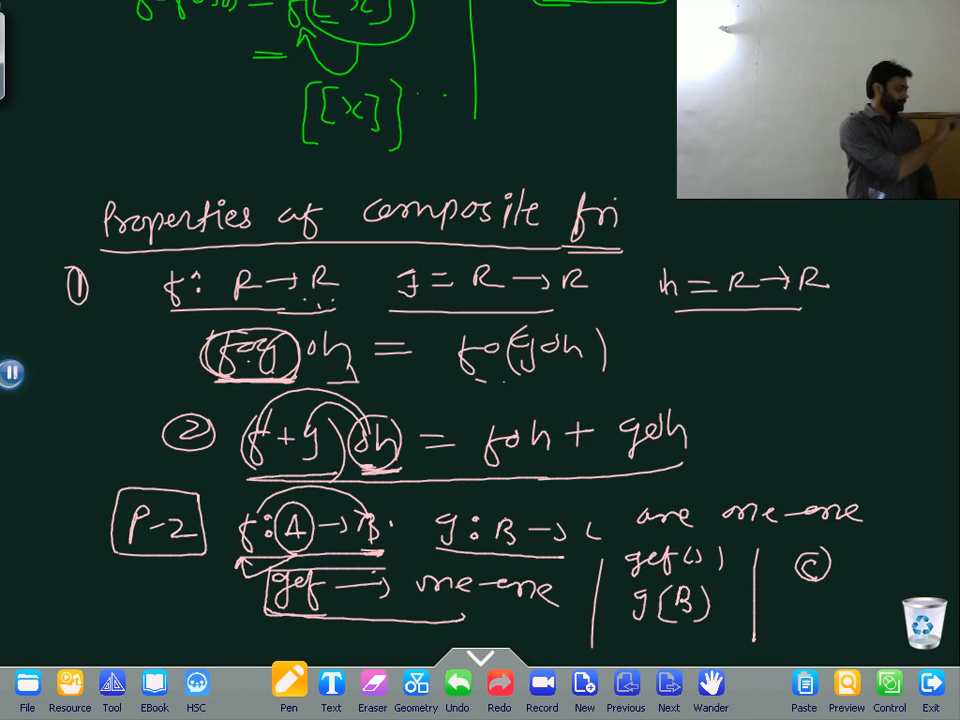 = 
[[x]] ..
Properties of composite fn
① f: R → R g = R → R h = R → R
(fog) oh = fo(goh)
② (f + g) oh = foh + goh
P-2 f: A → B. g: B → C are one-one
gof → one-one gof(x) ©
g(B)
File Resource Tool EBook HSC Pen Text Eraser Geometry Undo Redo Record New Previous Next Wander Paste Preview Control Exit